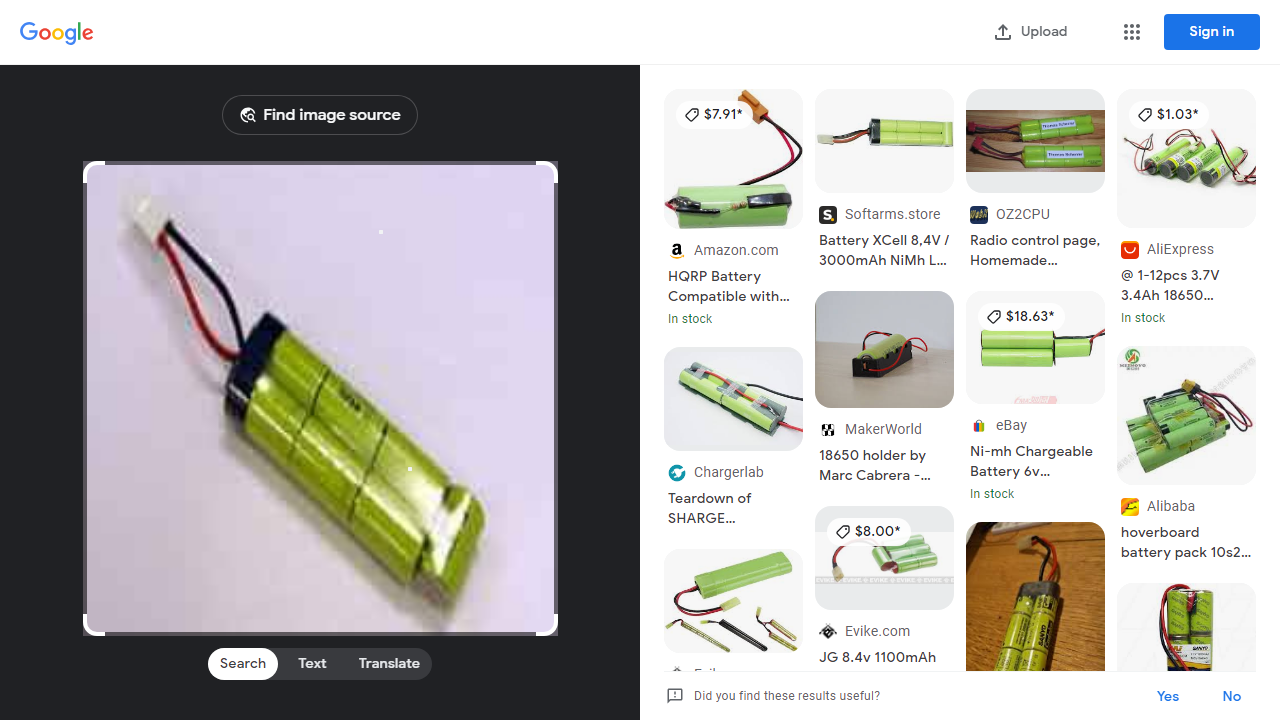 Google
Upload
Sign in
Find image source
Search
Text
Translate
$7.91*
Amazon.com
HQRP Battery
Compatible with...
In stock
Chargerlab
Teardown of
SHARGE...
Softarms.store
Battery XCell 8,4V /
3000mAh NiMh L...
MakerWorld
18650 holder by
Marc Cabrera -...
$8.00*
EVIKE
Evike.com
JG 8.4v 1100mAh
OZ2CPU
Radio control page,
Homemade...
$18.63*
eBay
Ni-mh Chargeable
Battery 6v...
In stock
SANYO
$1.03*
AliExpress
@ 1-12pcs 3.7V
3.4Ah 18650...
In stock
Alibaba
hoverboard
battery pack 10s2...
Did you find these results useful?
Yes
No